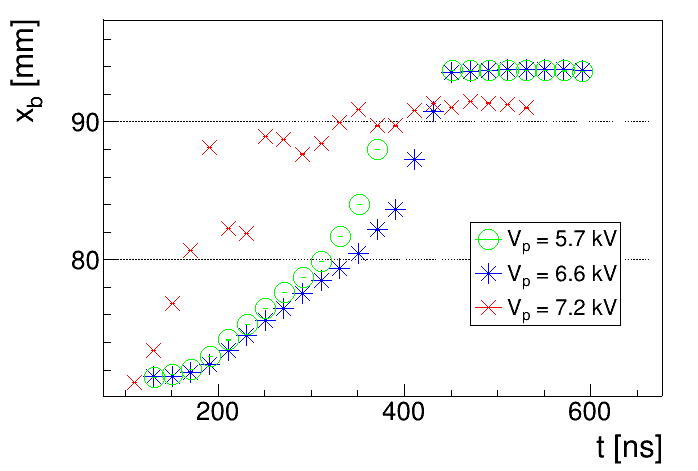 x_b [mm]
90
80
V_p = 5.7 kV
V_p = 6.6 kV
V_p = 7.2 kV
200 400 600
t [ns]